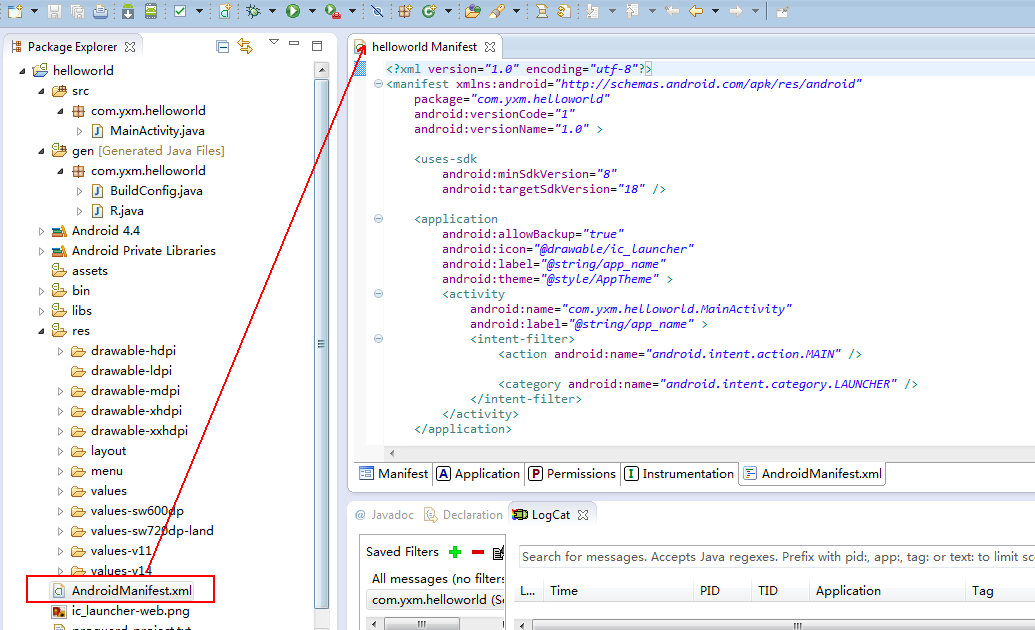 Package Explorer
helloworld
src
com.yxm.helloworld
MainActivity.java
gen [Generated Java Files]
com.yxm.helloworld
BuildConfig.java
R.java
Android 4.4
Android Private Libraries
assets
bin
libs
res
drawable-hdpi
drawable-ldpi
drawable-mdpi
drawable-xhdpi
drawable-xxhdpi
layout
menu
values
values-sw600dp
values-sw720dp-land
values-v11
values-v14
AndroidManifest.xml
ic_launcher-web.png
helloworld Manifest
<?xml version="1.0" encoding="utf-8"?>
<manifest xmlns:android="http://schemas.android.com/apk/res/android"
package="com.yxm.helloworld"
android:versionCode="1"
android:versionName="1.0" >
<uses-sdk
android:minSdkVersion="8"
android:targetSdkVersion="18" />
<application
android:allowBackup="true"
android:icon="@drawable/ic_launcher"
android:label="@string/app_name"
android:theme="@style/AppTheme" >
<activity
android:name="com.yxm.helloworld.MainActivity"
android:label="@string/app_name" >
<intent-filter>
<action android:name="android.intent.action.MAIN" />
<category android:name="android.intent.category.LAUNCHER" />
</intent-filter>
</activity>
</application>
Manifest A Application P Permissions I Instrumentation AndroidManifest.xml
@ Javadoc Declaration LogCat
Saved Filters
All messages (no filters
com.yxm.helloworld (Se
Search for messages. Accepts Java regexes. Prefix with pid:, app:, tag: or text: to limit sc
L... Time PID TID Application Tag